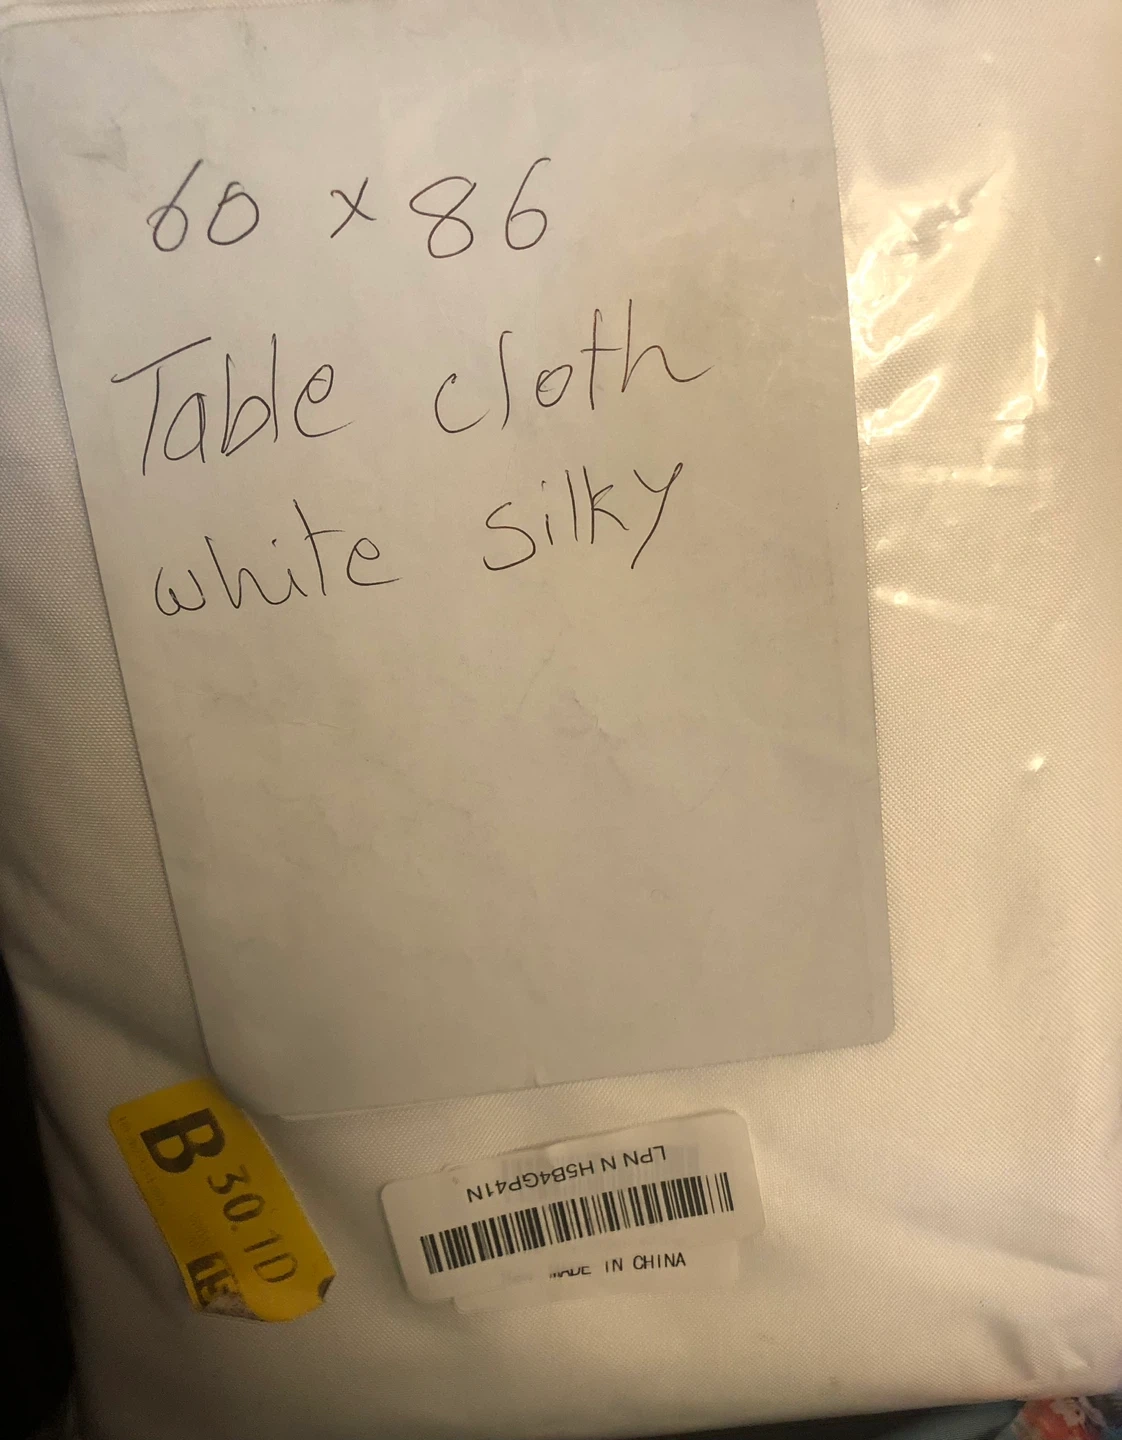 60 x 86
Table cloth
white silky
B
30.1D
LPN N H5B4GP41N
MADE IN CHINA